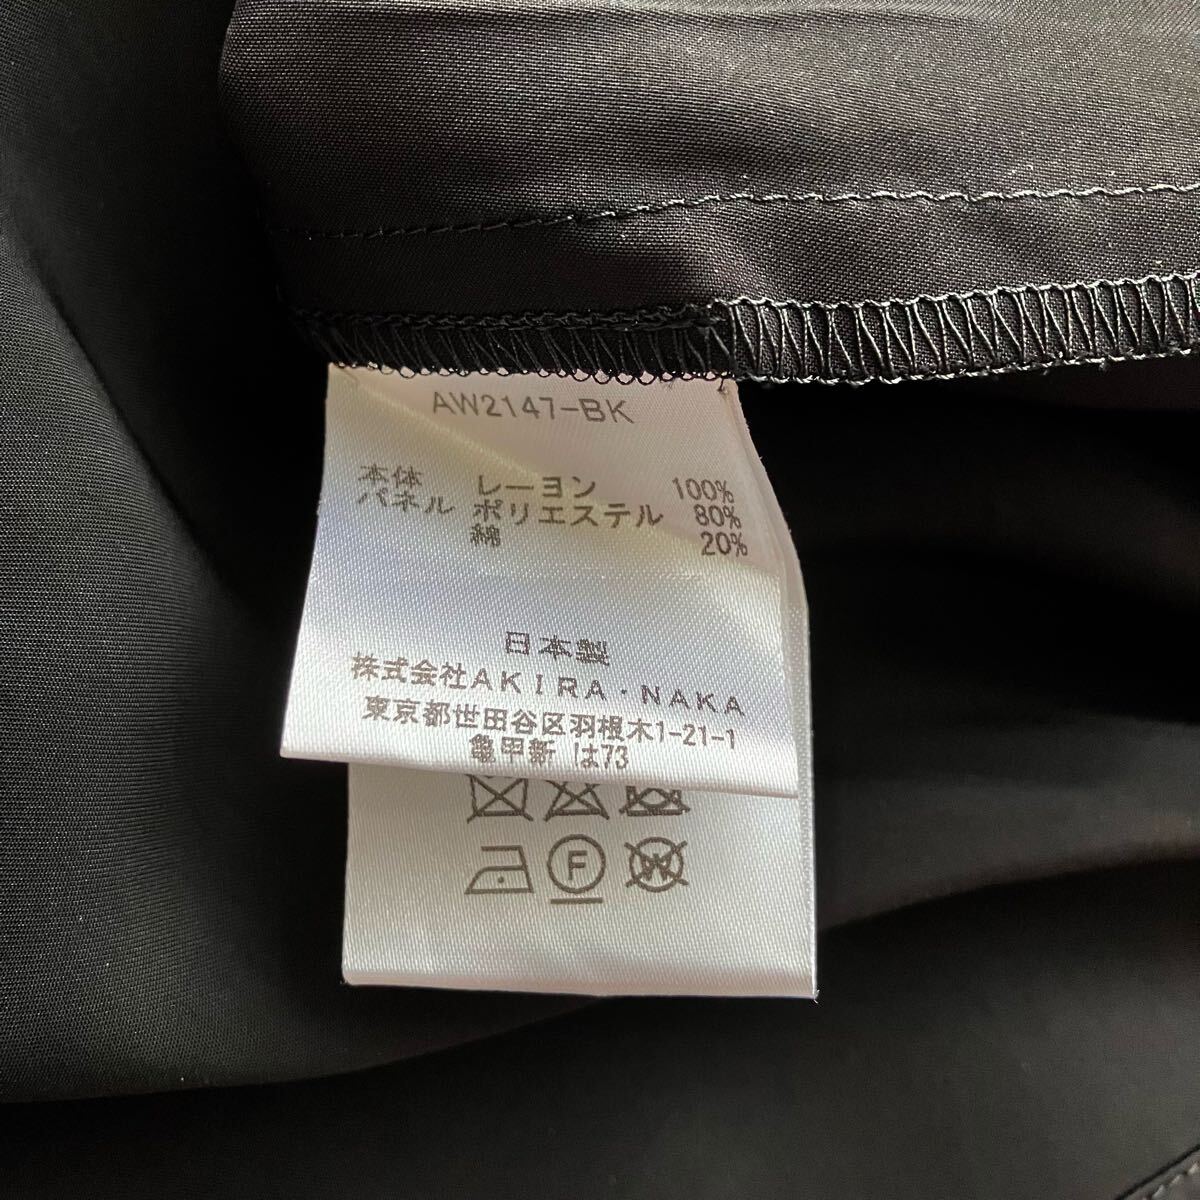 AW2147-BK
本体 レーヨン 100%
パネル ポリエステル 80%
綿 20%
日本製
株式会社AKIRA・NAKA
東京都世田谷区羽根木1-21-1
亀甲新 は73
F W